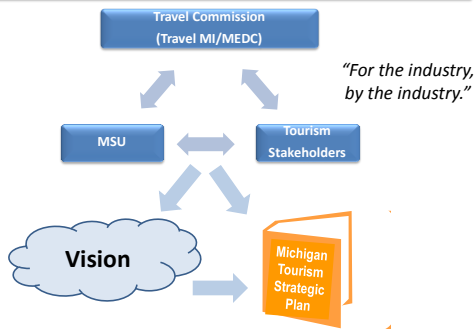 Travel Commission
(Travel MI/MEDC)
“For the industry,
by the industry.”
MSU
Tourism
Stakeholders
Vision
Michigan
Tourism
Strategic
Plan